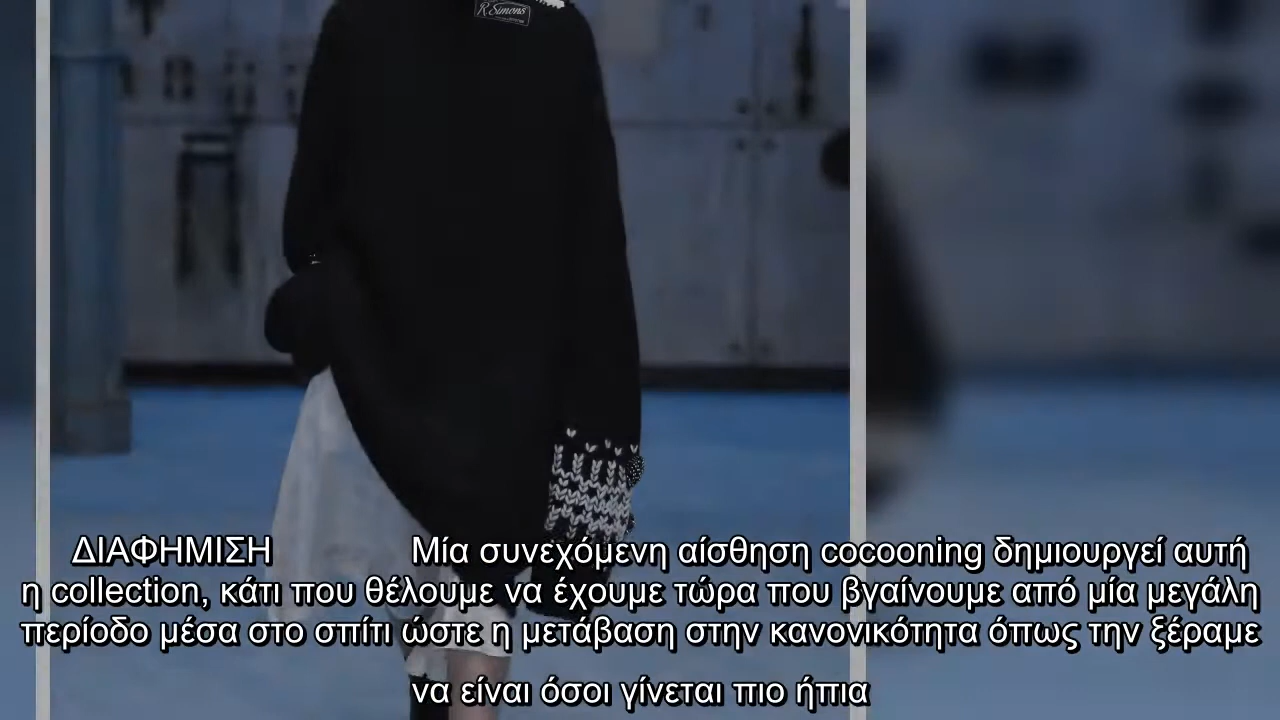 R. Simons
ΔΙΑΦΗΜΙΣΗ Μία συνεχόμενη αίσθηση cocooning δημιουργεί αυτή
η collection, κάτι που θέλουμε να έχουμε τώρα που βγαίνουμε από μία μεγάλη
περίοδο μέσα στο σπίτι ώστε η μετάβαση στην κανονικότητα όπως την ξέραμε
να είναι όσοι γίνεται πιο ήπια